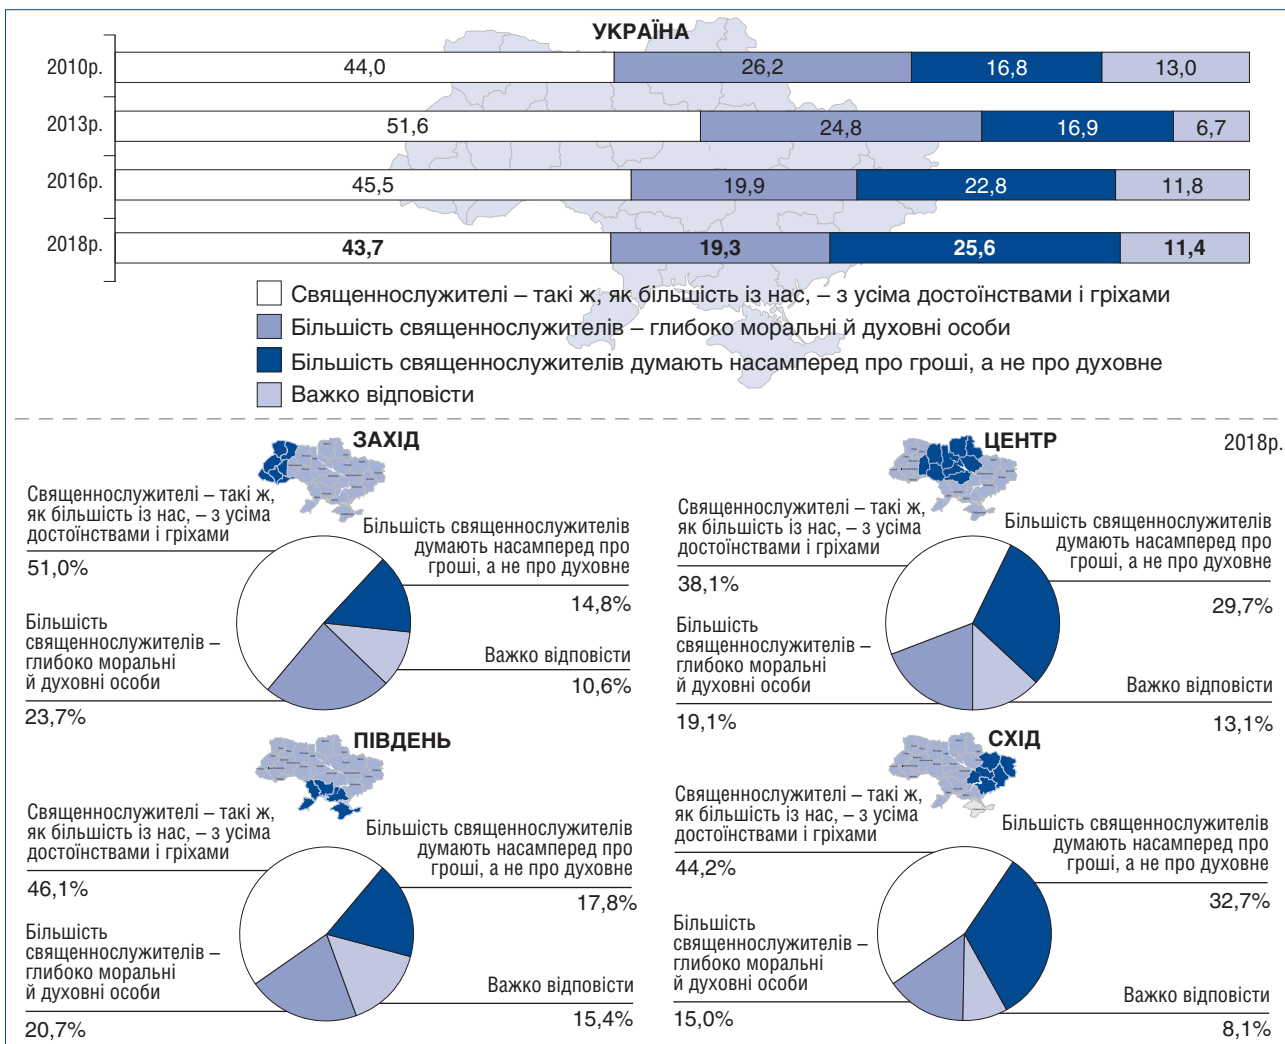 УКРАЇНА
2010р.
44,0
26,2
16,8
13,0
2013р.
51,6
24,8
16,9
6,7
2016р.
45,5
19,9
22,8
11,8
2018р.
43,7
19,3
25,6
11,4
Священнослужителі – такі ж, як більшість із нас, – з усіма достоїнствами і гріхами
Більшість священнослужителів – глибоко моральні й духовні особи
Більшість священнослужителів думають насамперед про гроші, а не про духовне
Важко відповісти
2018р.
ЗАХІД
Священнослужителі – такі ж,
як більшість із нас, – з усіма
достоїнствами і гріхами
51,0%
Більшість священнослужителів
думають насамперед про
гроші, а не про духовне
14,8%
Більшість
священнослужителів –
глибоко моральні
й духовні особи
23,7%
Важко відповісти
10,6%
ЦЕНТР
Священнослужителі – такі ж,
як більшість із нас, – з усіма
достоїнствами і гріхами
38,1%
Більшість священнослужителів
думають насамперед про
гроші, а не про духовне
29,7%
Більшість
священнослужителів –
глибоко моральні
й духовні особи
19,1%
Важко відповісти
13,1%
ПІВДЕНЬ
Священнослужителі – такі ж,
як більшість із нас, – з усіма
достоїнствами і гріхами
46,1%
Більшість священнослужителів
думають насамперед про
гроші, а не про духовне
17,8%
Більшість
священнослужителів –
глибоко моральні
й духовні особи
20,7%
Важко відповісти
15,4%
СХІД
Священнослужителі – такі ж,
як більшість із нас, – з усіма
достоїнствами і гріхами
44,2%
Більшість священнослужителів
думають насамперед про
гроші, а не про духовне
32,7%
Більшість
священнослужителів –
глибоко моральні
й духовні особи
15,0%
Важко відповісти
8,1%